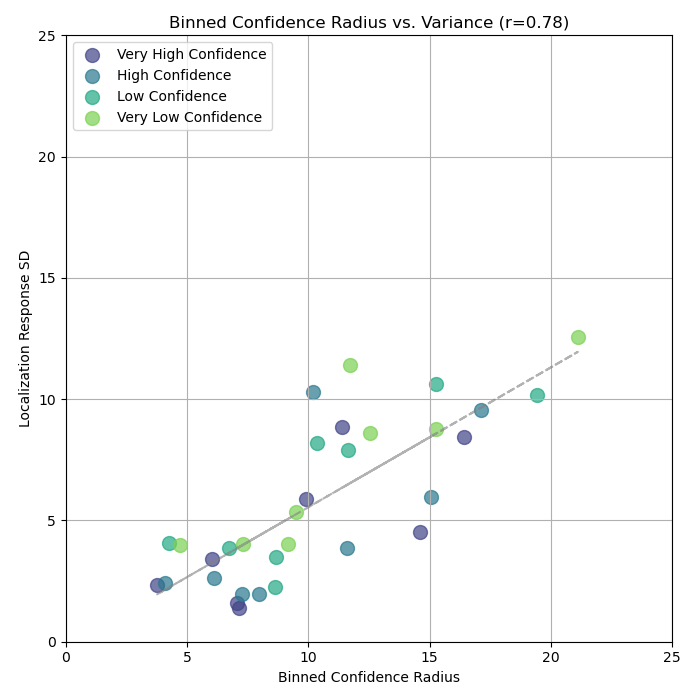 Binned Confidence Radius vs. Variance (r=0.78)
Very High Confidence
High Confidence
Low Confidence
Very Low Confidence
25
20
15
10
5
0
Localization Response SD
0 5 10 15 20 25
Binned Confidence Radius